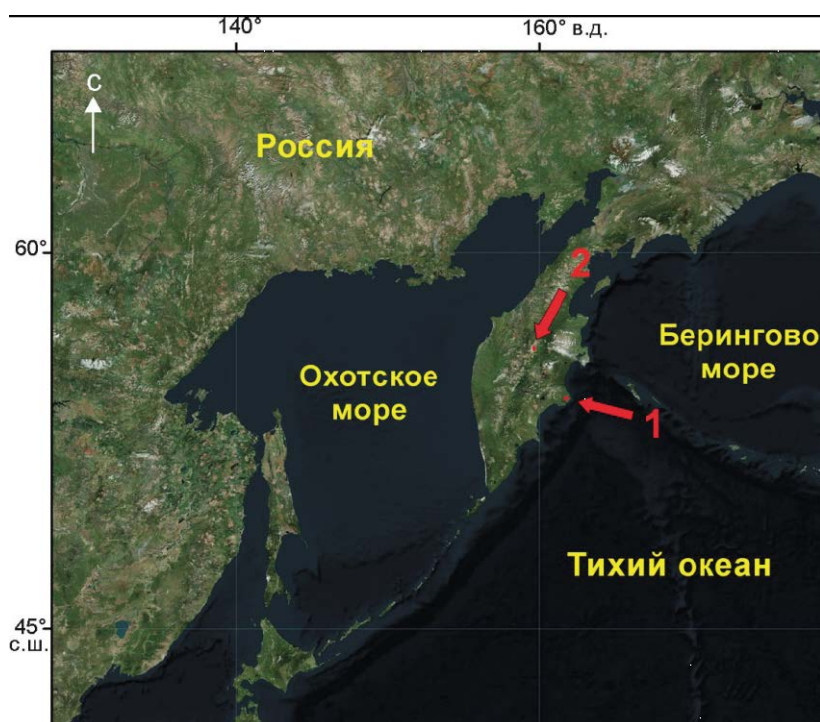 140°
160° в.д.
С
Россия
60°
2
Берингово
море
Охотское
море
1
Тихий океан
45°
с.ш.